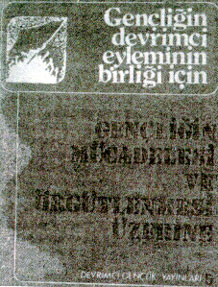 Gençliğin
devrimci
eyleminin
birliği için
GENÇLİĞİN
MÜCADELESİ
VE
ÖRGÜTLENMESİ
ÜZERİNE
DEVRİMCİ GENÇLİK YAYINLARI